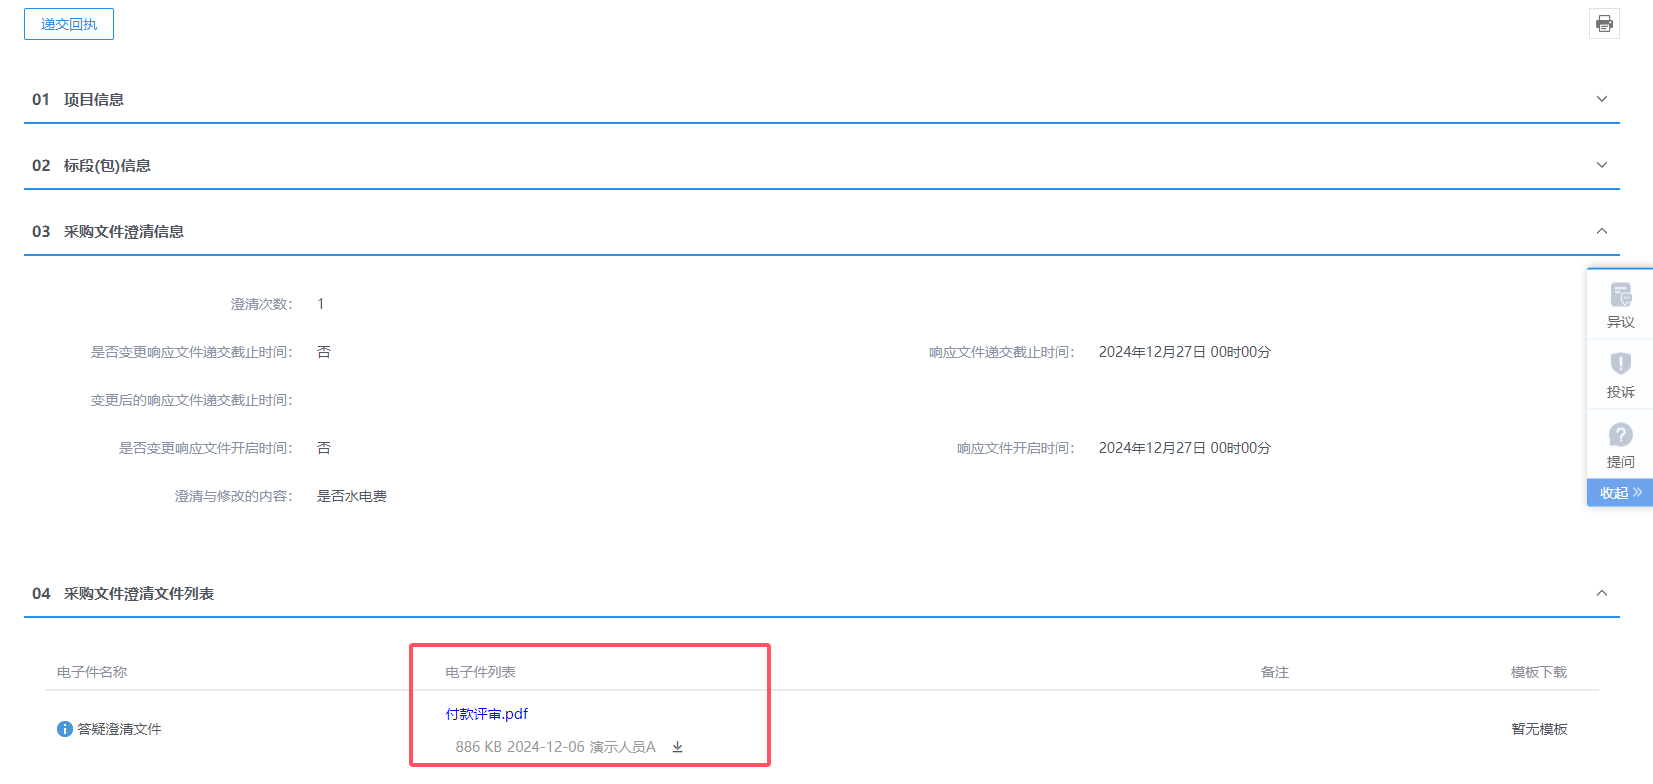 递交回执
01 项目信息
02 标段(包)信息
03 采购文件澄清信息
澄清次数： 1
是否变更响应文件递交截止时间： 否 响应文件递交截止时间： 2024年12月27日 00时00分
变更后的响应文件递交截止时间：
是否变更响应文件开启时间： 否 响应文件开启时间： 2024年12月27日 00时00分
澄清与修改的内容： 是否水电费
异议
投诉
提问
收起
04 采购文件澄清文件列表
电子件名称 电子件列表 备注 模板下载
答疑澄清文件 付款评审.pdf 暂无模板
886 KB 2024-12-06 演示人员A